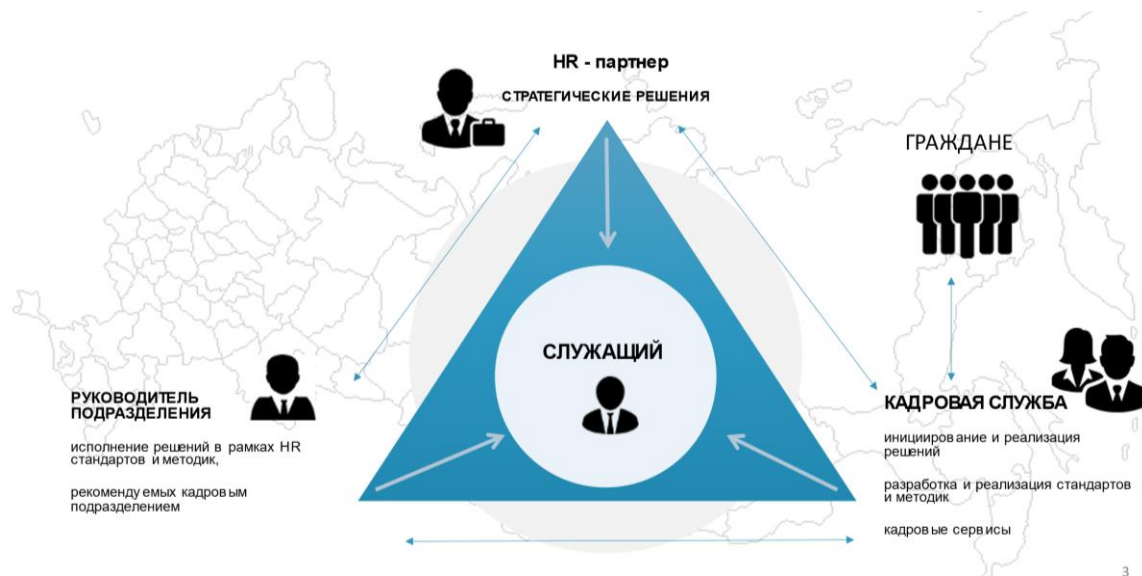 HR - партнер
СТРАТЕГИЧЕСКИЕ РЕШЕНИЯ
ГРАЖДАНЕ
СЛУЖАЩИЙ
РУКОВОДИТЕЛЬ
ПОДРАЗДЕЛЕНИЯ
исполнение решений в рамках HR
стандартов и методик,
рекомендуемых кадровым
подразделением
КАДРОВАЯ СЛУЖБА
инициирование и реализация
решений
разработка и реализация стандартов
и методик
кадровые сервисы
3